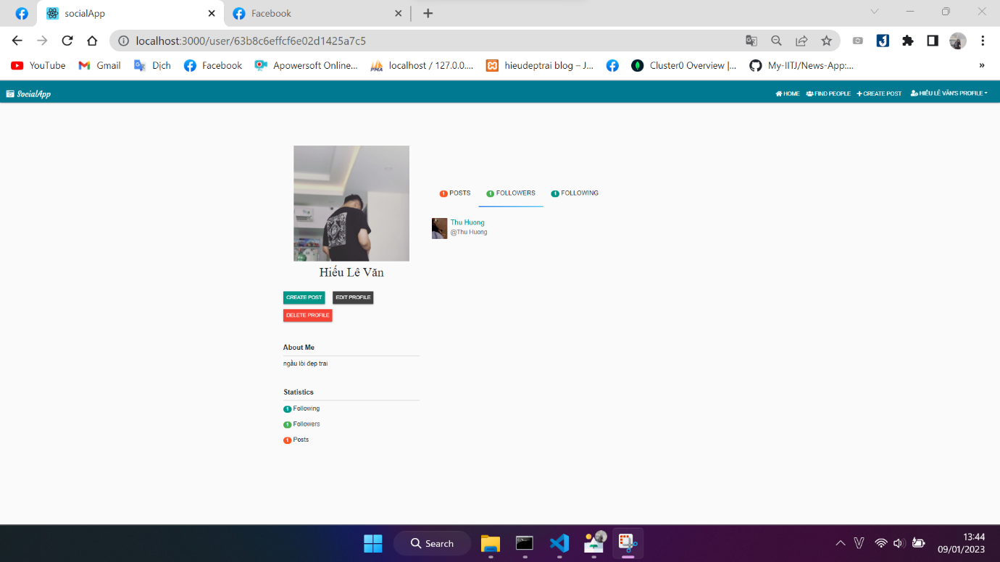 socialApp
Facebook
localhost:3000/user/63b8c6effcf6e02d1425a7c5
YouTube
Gmail
Dịch
Facebook
Apowersoft Online...
localhost / 127.0.0....
hieudeptrai blog – J...
Cluster0 Overview |...
My-IITJ/News-App:...
»
SocialApp
HOME
FIND PEOPLE
CREATE POST
HIẾU LÊ VĂN'S PROFILE
1 POSTS
1 FOLLOWERS
1 FOLLOWING
Thu Huong
@Thu Huong
Hiếu Lê Văn
CREATE POST
EDIT PROFILE
DELETE PROFILE
About Me
ngầu lòi đẹp trai
Statistics
1 Following
1 Followers
1 Posts
Search
13:44
09/01/2023